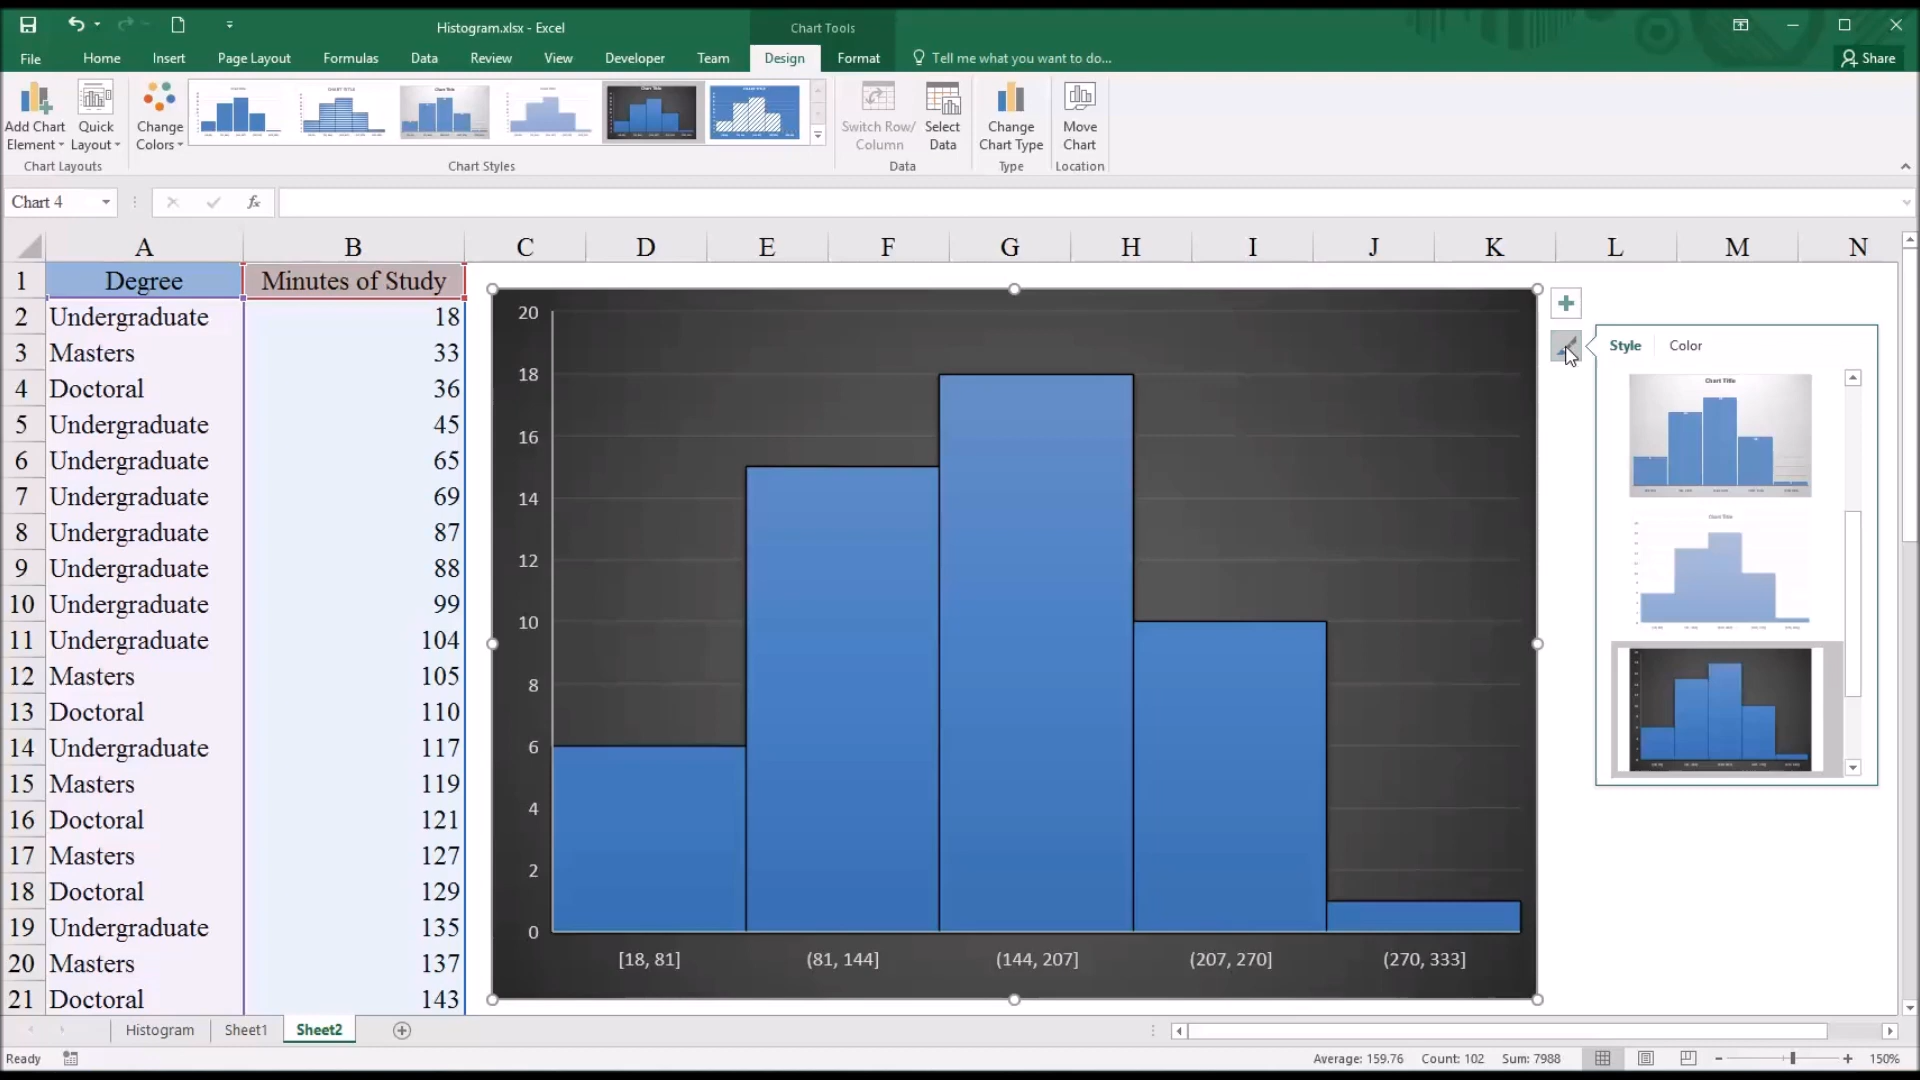 Histogram.xlsx - Excel
Chart Tools
File Home Insert Page Layout Formulas Data Review View Developer Team Design Format Tell me what you want to do... Share
Add Chart Element
Quick Layout
Change Colors
Switch Row/ Column
Select Data
Change Chart Type
Move Chart
Chart Layouts Chart Styles Data Type Location
Chart 4 fx
A B C D E F G H I J K L M N
1 Degree Minutes of Study
2 Undergraduate 18
3 Masters 33
4 Doctoral 36
5 Undergraduate 45
6 Undergraduate 65
7 Undergraduate 69
8 Undergraduate 87
9 Undergraduate 88
10 Undergraduate 99
11 Undergraduate 104
12 Masters 105
13 Doctoral 110
14 Undergraduate 117
15 Masters 119
16 Doctoral 121
17 Masters 127
18 Doctoral 129
19 Undergraduate 135
20 Masters 137
21 Doctoral 143
20
18
16
14
12
10
8
6
4
2
0
[18, 81] (81, 144] (144, 207] (207, 270] (270, 333]
Style Color
Chart Title
Chart Title
Histogram Sheet1 Sheet2
Ready Average: 159.76 Count: 102 Sum: 7988 150%